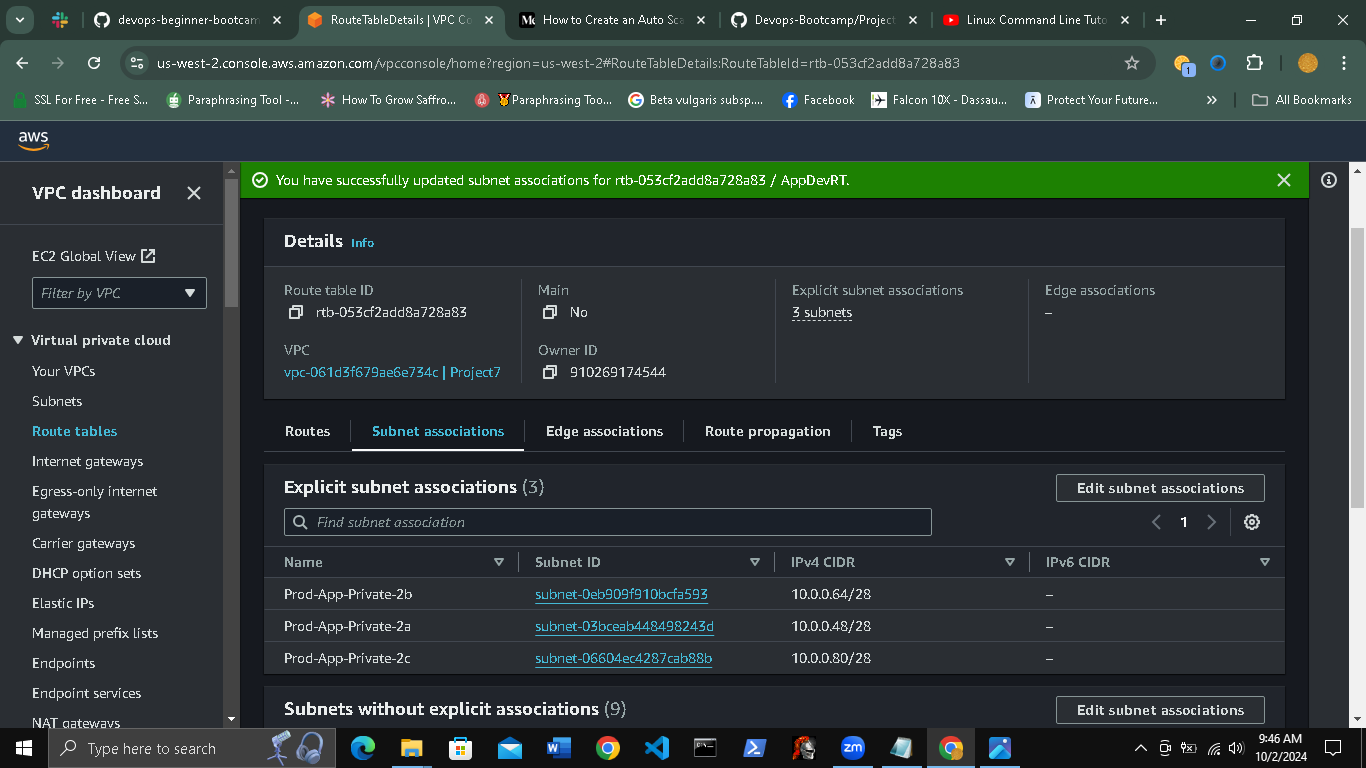 devops-beginner-bootcam
RouteTableDetails | VPC Co
How to Create an Auto Sca
Devops-Bootcamp/Project
Linux Command Line Tuto
us-west-2.console.aws.amazon.com/vpcconsole/home?region=us-west-2#RouteTableDetails:RouteTableId=rtb-053cf2add8a728a83
1
SSL For Free - Free S...
Paraphrasing Tool -...
How To Grow Saffro...
Paraphrasing Too...
Beta vulgaris subsp....
Facebook
Falcon 10X - Dassau...
Protect Your Future...
All Bookmarks
aws
VPC dashboard
EC2 Global View
Filter by VPC
Virtual private cloud
Your VPCs
Subnets
Route tables
Internet gateways
Egress-only internet
gateways
Carrier gateways
DHCP option sets
Elastic IPs
Managed prefix lists
Endpoints
Endpoint services
NAT gateways
You have successfully updated subnet associations for rtb-053cf2add8a728a83 / AppDevRT.
Details Info
Route table ID
rtb-053cf2add8a728a83
Main
No
Explicit subnet associations
3 subnets
Edge associations
–
VPC
vpc-061d3f679ae6e734c | Project7
Owner ID
910269174544
Routes
Subnet associations
Edge associations
Route propagation
Tags
Explicit subnet associations (3)
Edit subnet associations
Find subnet association
1
Name Subnet ID IPv4 CIDR IPv6 CIDR
Prod-App-Private-2b subnet-0eb909f910bcfa593 10.0.0.64/28 –
Prod-App-Private-2a subnet-03bceab448498243d 10.0.0.48/28 –
Prod-App-Private-2c subnet-06604ec4287cab88b 10.0.0.80/28 –
Subnets without explicit associations (9)
Edit subnet associations
Type here to search
zm
9:46 AM
10/2/2024